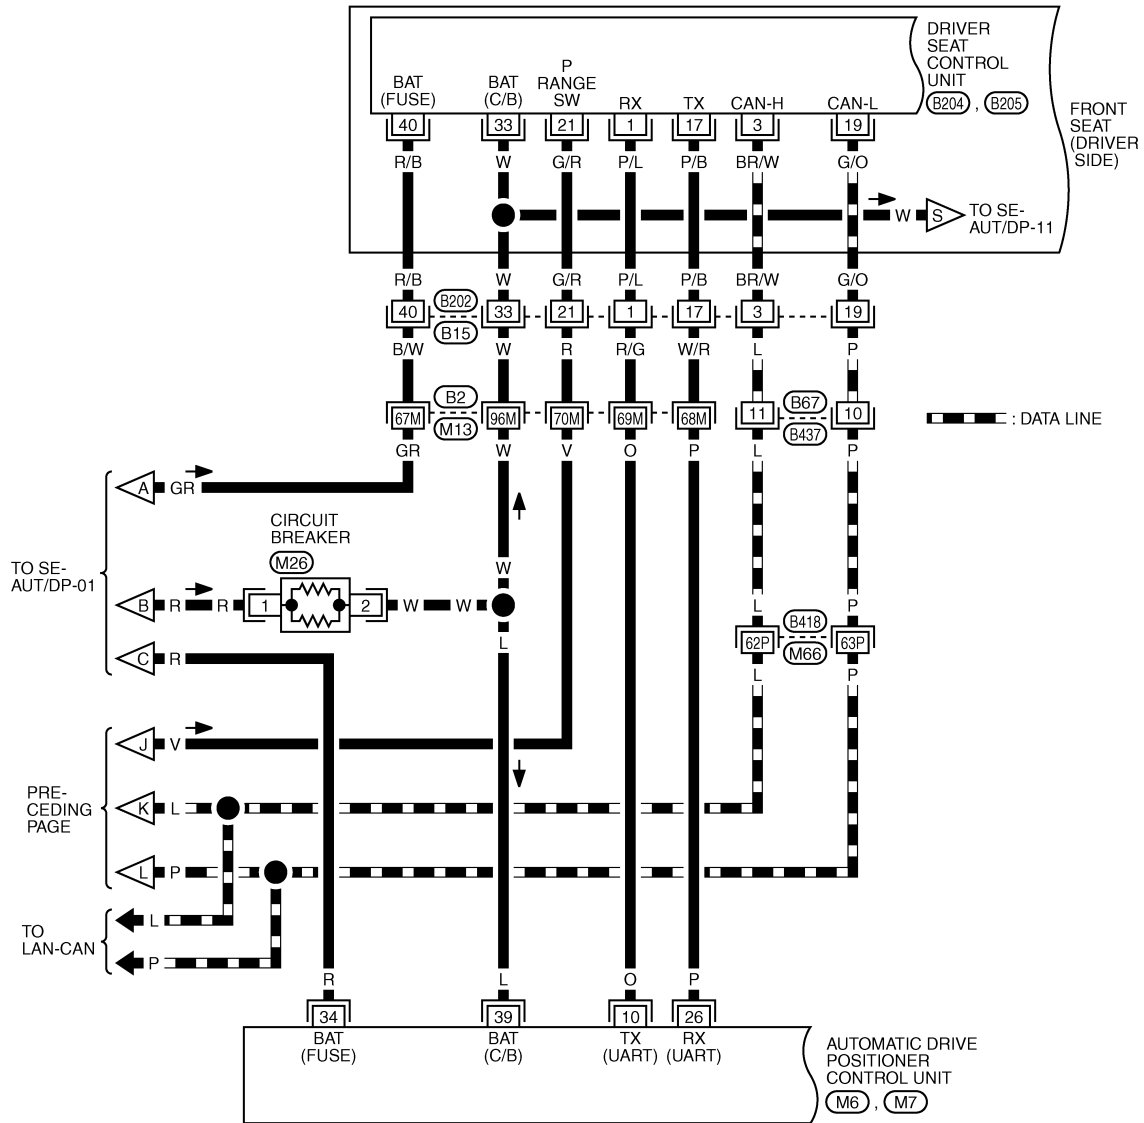 DRIVER
SEAT
CONTROL
UNIT
B204 , B205
FRONT
SEAT
(DRIVER
SIDE)
BAT
(FUSE)
BAT
(C/B)
P
RANGE
SW
RX
TX
CAN-H
CAN-L
40 33 21 1 17 3 19
R/B W G/R P/L P/B BR/W G/O
W S TO SE-
AUT/DP-11
R/B W G/R P/L P/B BR/W G/O
40 B202 33 21 1 17 3 19
B15
B/W W R R/G W/R L P
67M B2 96M 70M 69M 68M 11 B67 10
M13 B437
GR W V O P L P
: DATA LINE
A GR
CIRCUIT
BREAKER
M26
TO SE-
AUT/DP-01
W
B R R 1 2 W W
L P
L
62P B418 63P
M66
C R
L P
J V
PRE-
CEDING
PAGE
K L
L P
TO
LAN-CAN
L
P
R L O P
34 39 10 26
BAT
(FUSE)
BAT
(C/B)
TX
(UART)
RX
(UART)
AUTOMATIC DRIVE
POSITIONER
CONTROL UNIT
M6 , M7